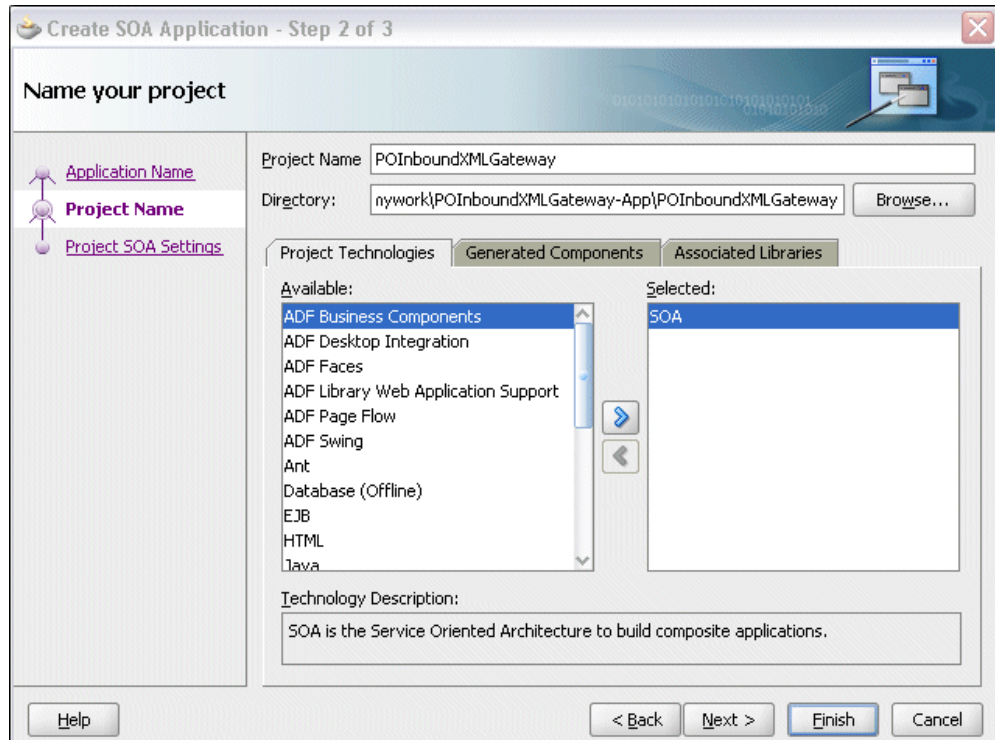 Create SOA Application - Step 2 of 3
Name your project
Application Name
Project Name
Project SOA Settings
Project Name POInboundXMLGateway
Directory: nywork\POInboundXMLGateway-App\POInboundXMLGateway Browse...
Project Technologies Generated Components Associated Libraries
Available: Selected:
ADF Business Components SOA
ADF Desktop Integration
ADF Faces
ADF Library Web Application Support
ADF Page Flow
ADF Swing
Ant
Database (Offline)
EJB
HTML
Java
Technology Description:
SOA is the Service Oriented Architecture to build composite applications.
Help < Back Next > Finish Cancel